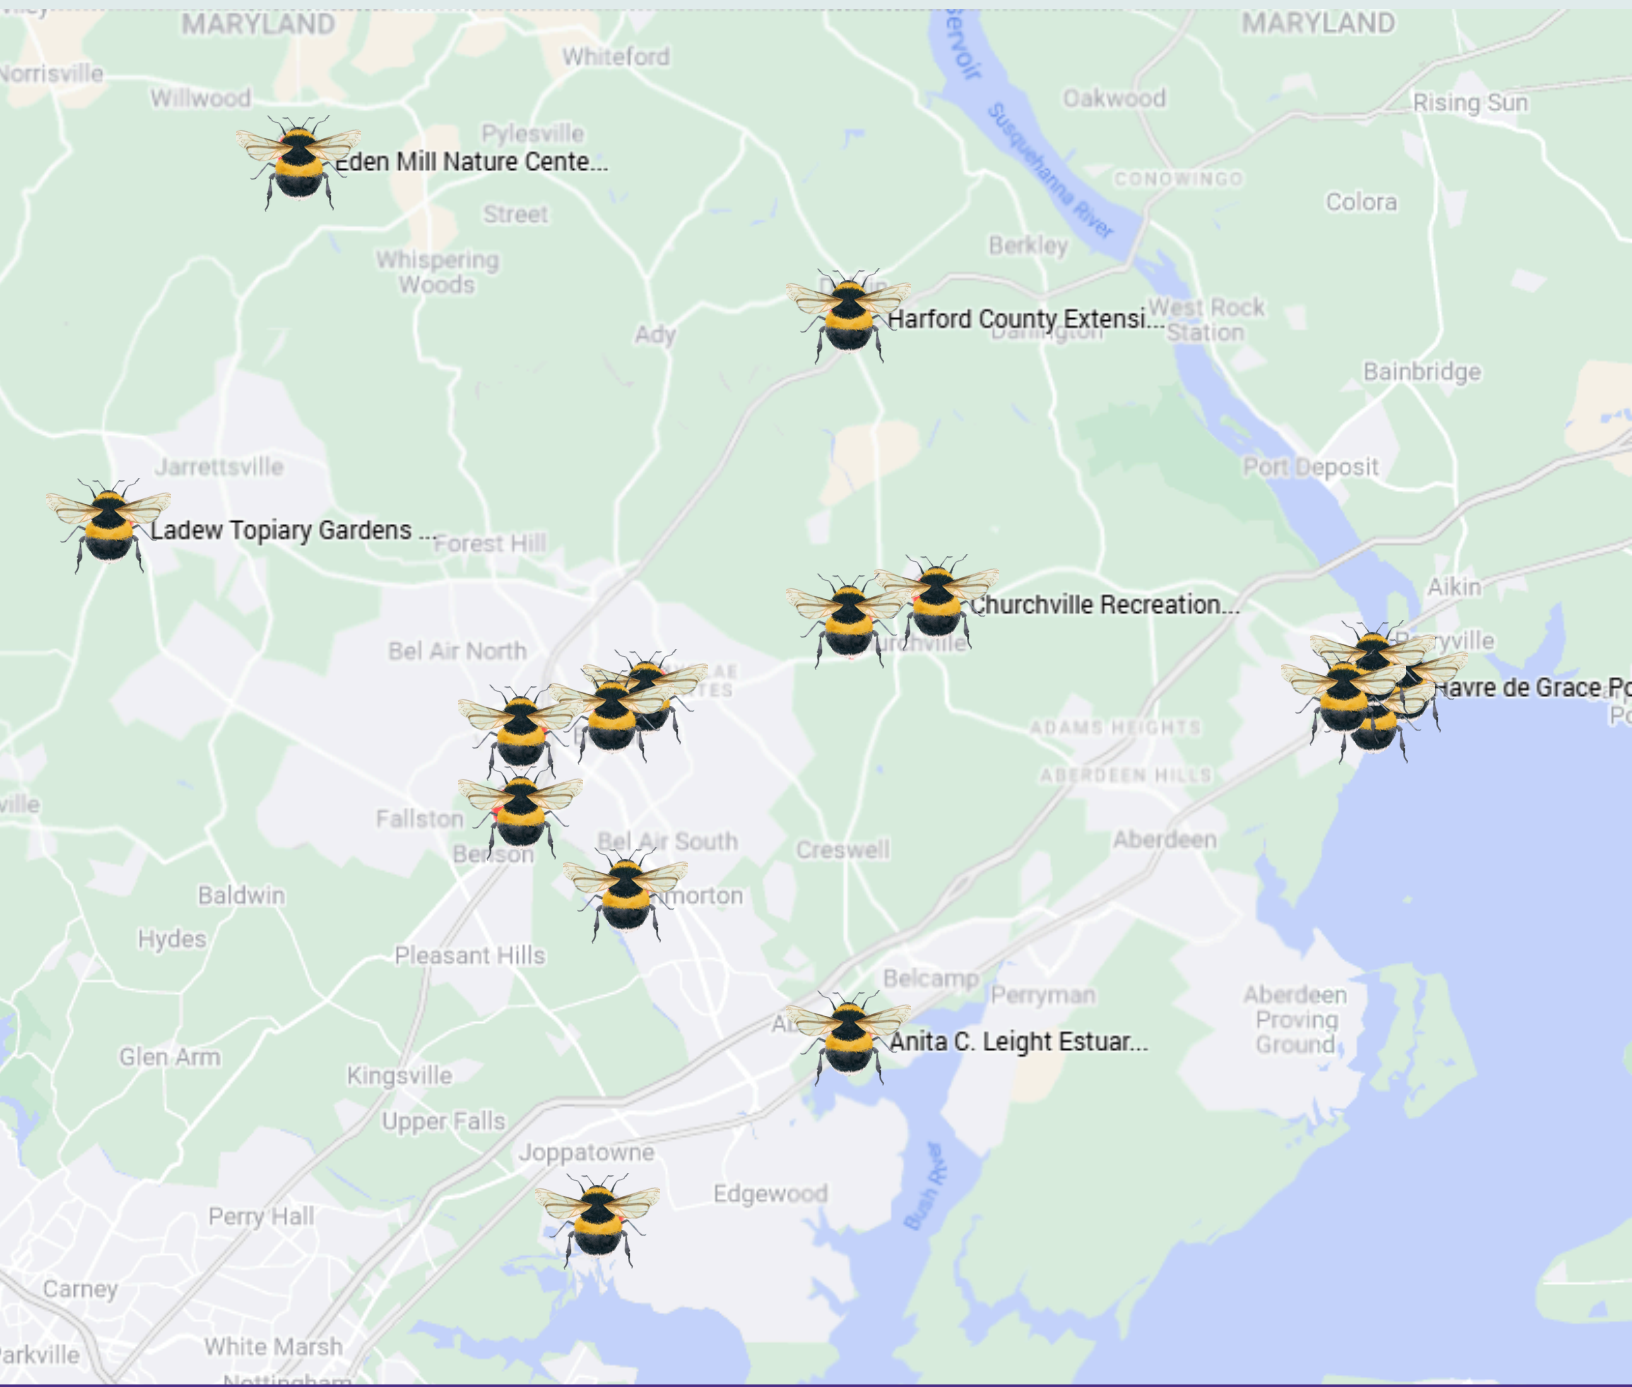 MARYLAND
MARYLAND
Whiteford
Norrisville
Willwood
Oakwood
Rising Sun
Susquehanna River
Pylesville
Eden Mill Nature Cente...
CONOWINGO
Colora
Street
Berkley
Whispering
Woods
West Rock
Station
Harford County Extensi...
Darlington
Ady
Bainbridge
Jarrettsville
Port Deposit
Ladew Topiary Gardens ...
Forest Hill
Aikin
Churchville Recreation...
Bel Air North
Havre de Grace Po
ADAMS HEIGHTS
ABERDEEN HILLS
Fallston
Bel Air South
Aberdeen
Creswell
Benson
Baldwin
Hydes
Pleasant Hills
Belcamp
Perryman
Aberdeen
Proving
Ground
Anita C. Leight Estuar...
Glen Arm
Kingsville
Upper Falls
Joppatowne
Bush River
Edgewood
Perry Hall
Carney
White Marsh
Nottingham